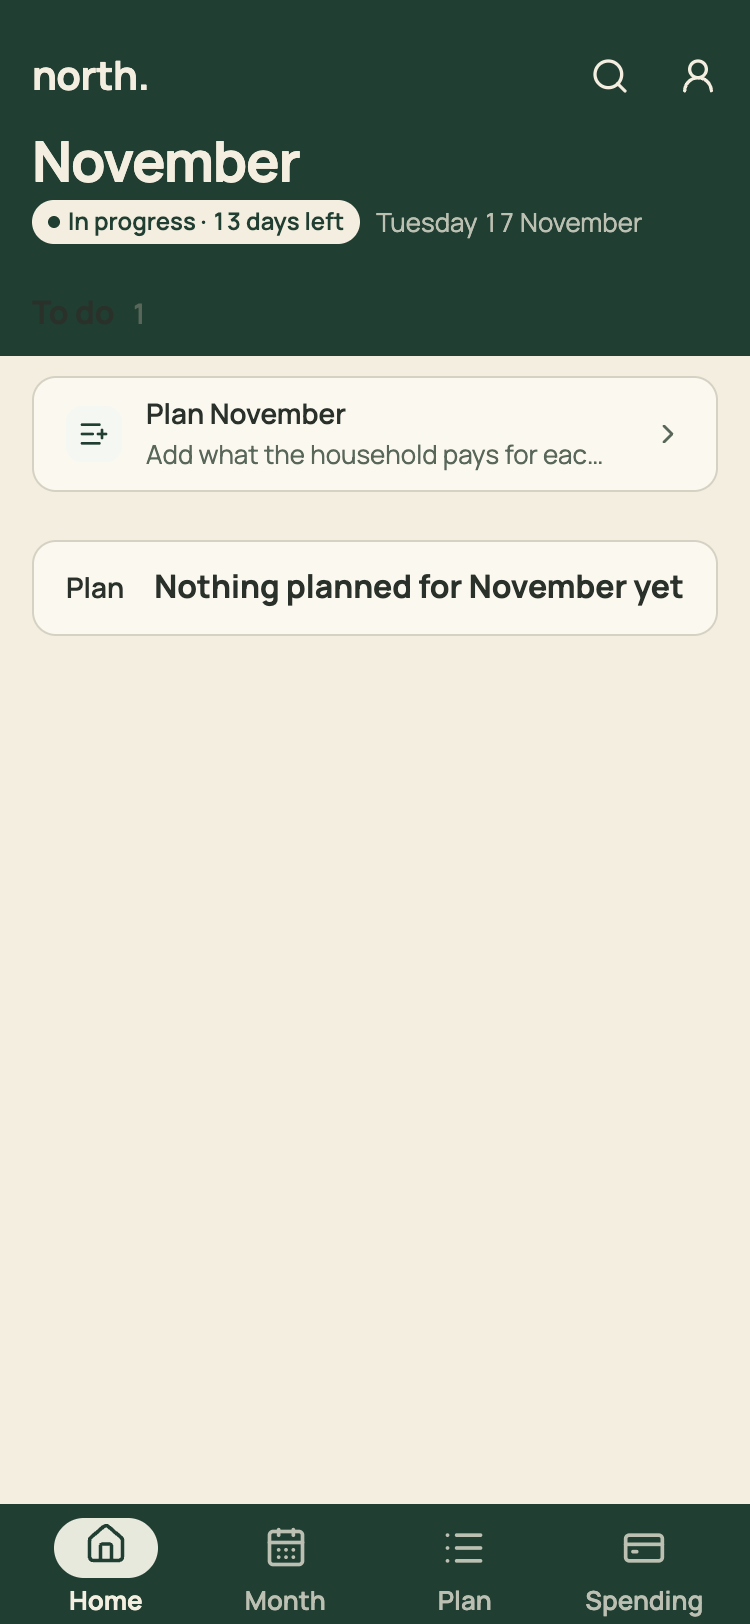 north.
November
In progress · 13 days left Tuesday 17 November
To do 1
Plan November
Add what the household pays for eac...
Plan Nothing planned for November yet
Home Month Plan Spending